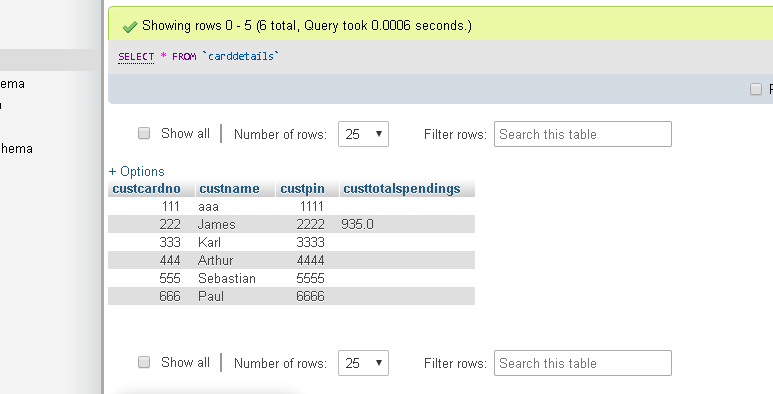 Showing rows 0 - 5 (6 total, Query took 0.0006 seconds.)
SELECT * FROM `carddetails`
ema
hema
Show all | Number of rows: 25 Filter rows: Search this table
+ Options
custcardno custname custpin custtotalspendings
111 aaa 1111
222 James 2222 935.0
333 Karl 3333
444 Arthur 4444
555 Sebastian 5555
666 Paul 6666
Show all | Number of rows: 25 Filter rows: Search this table